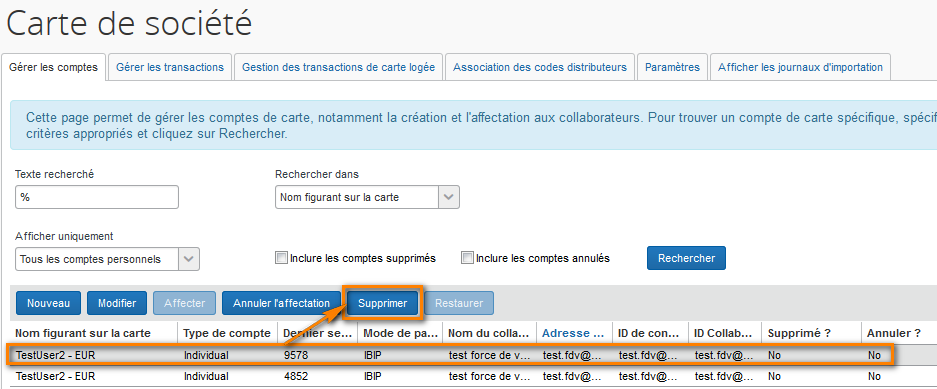 Carte de société
Gérer les comptes Gérer les transactions Gestion des transactions de carte logée Association des codes distributeurs Paramètres Afficher les journaux d'importation
Cette page permet de gérer les comptes de carte, notamment la création et l'affectation aux collaborateurs. Pour trouver un compte de carte spécifique, spécif
critères appropriés et cliquez sur Rechercher.
Texte recherché Rechercher dans
% Nom figurant sur la carte
Afficher uniquement
Tous les comptes personnels Inclure les comptes supprimés Inclure les comptes annulés Rechercher
Nouveau Modifier Affecter Annuler l'affectation Supprimer Restaurer
Nom figurant sur la carte Type de compte Dernier se... Mode de pa... Nom du colla... Adresse ... ID de con... ID Collab... Supprimé ? Annuler ?
TestUser2 - EUR Individual 9578 IBIP test force de v... test.fdv@... test.fdv@... test.fdv@... No No
TestUser2 - EUR Individual 4852 IBIP test force de v... test.fdv@... test.fdv@... test.fdv@... No No